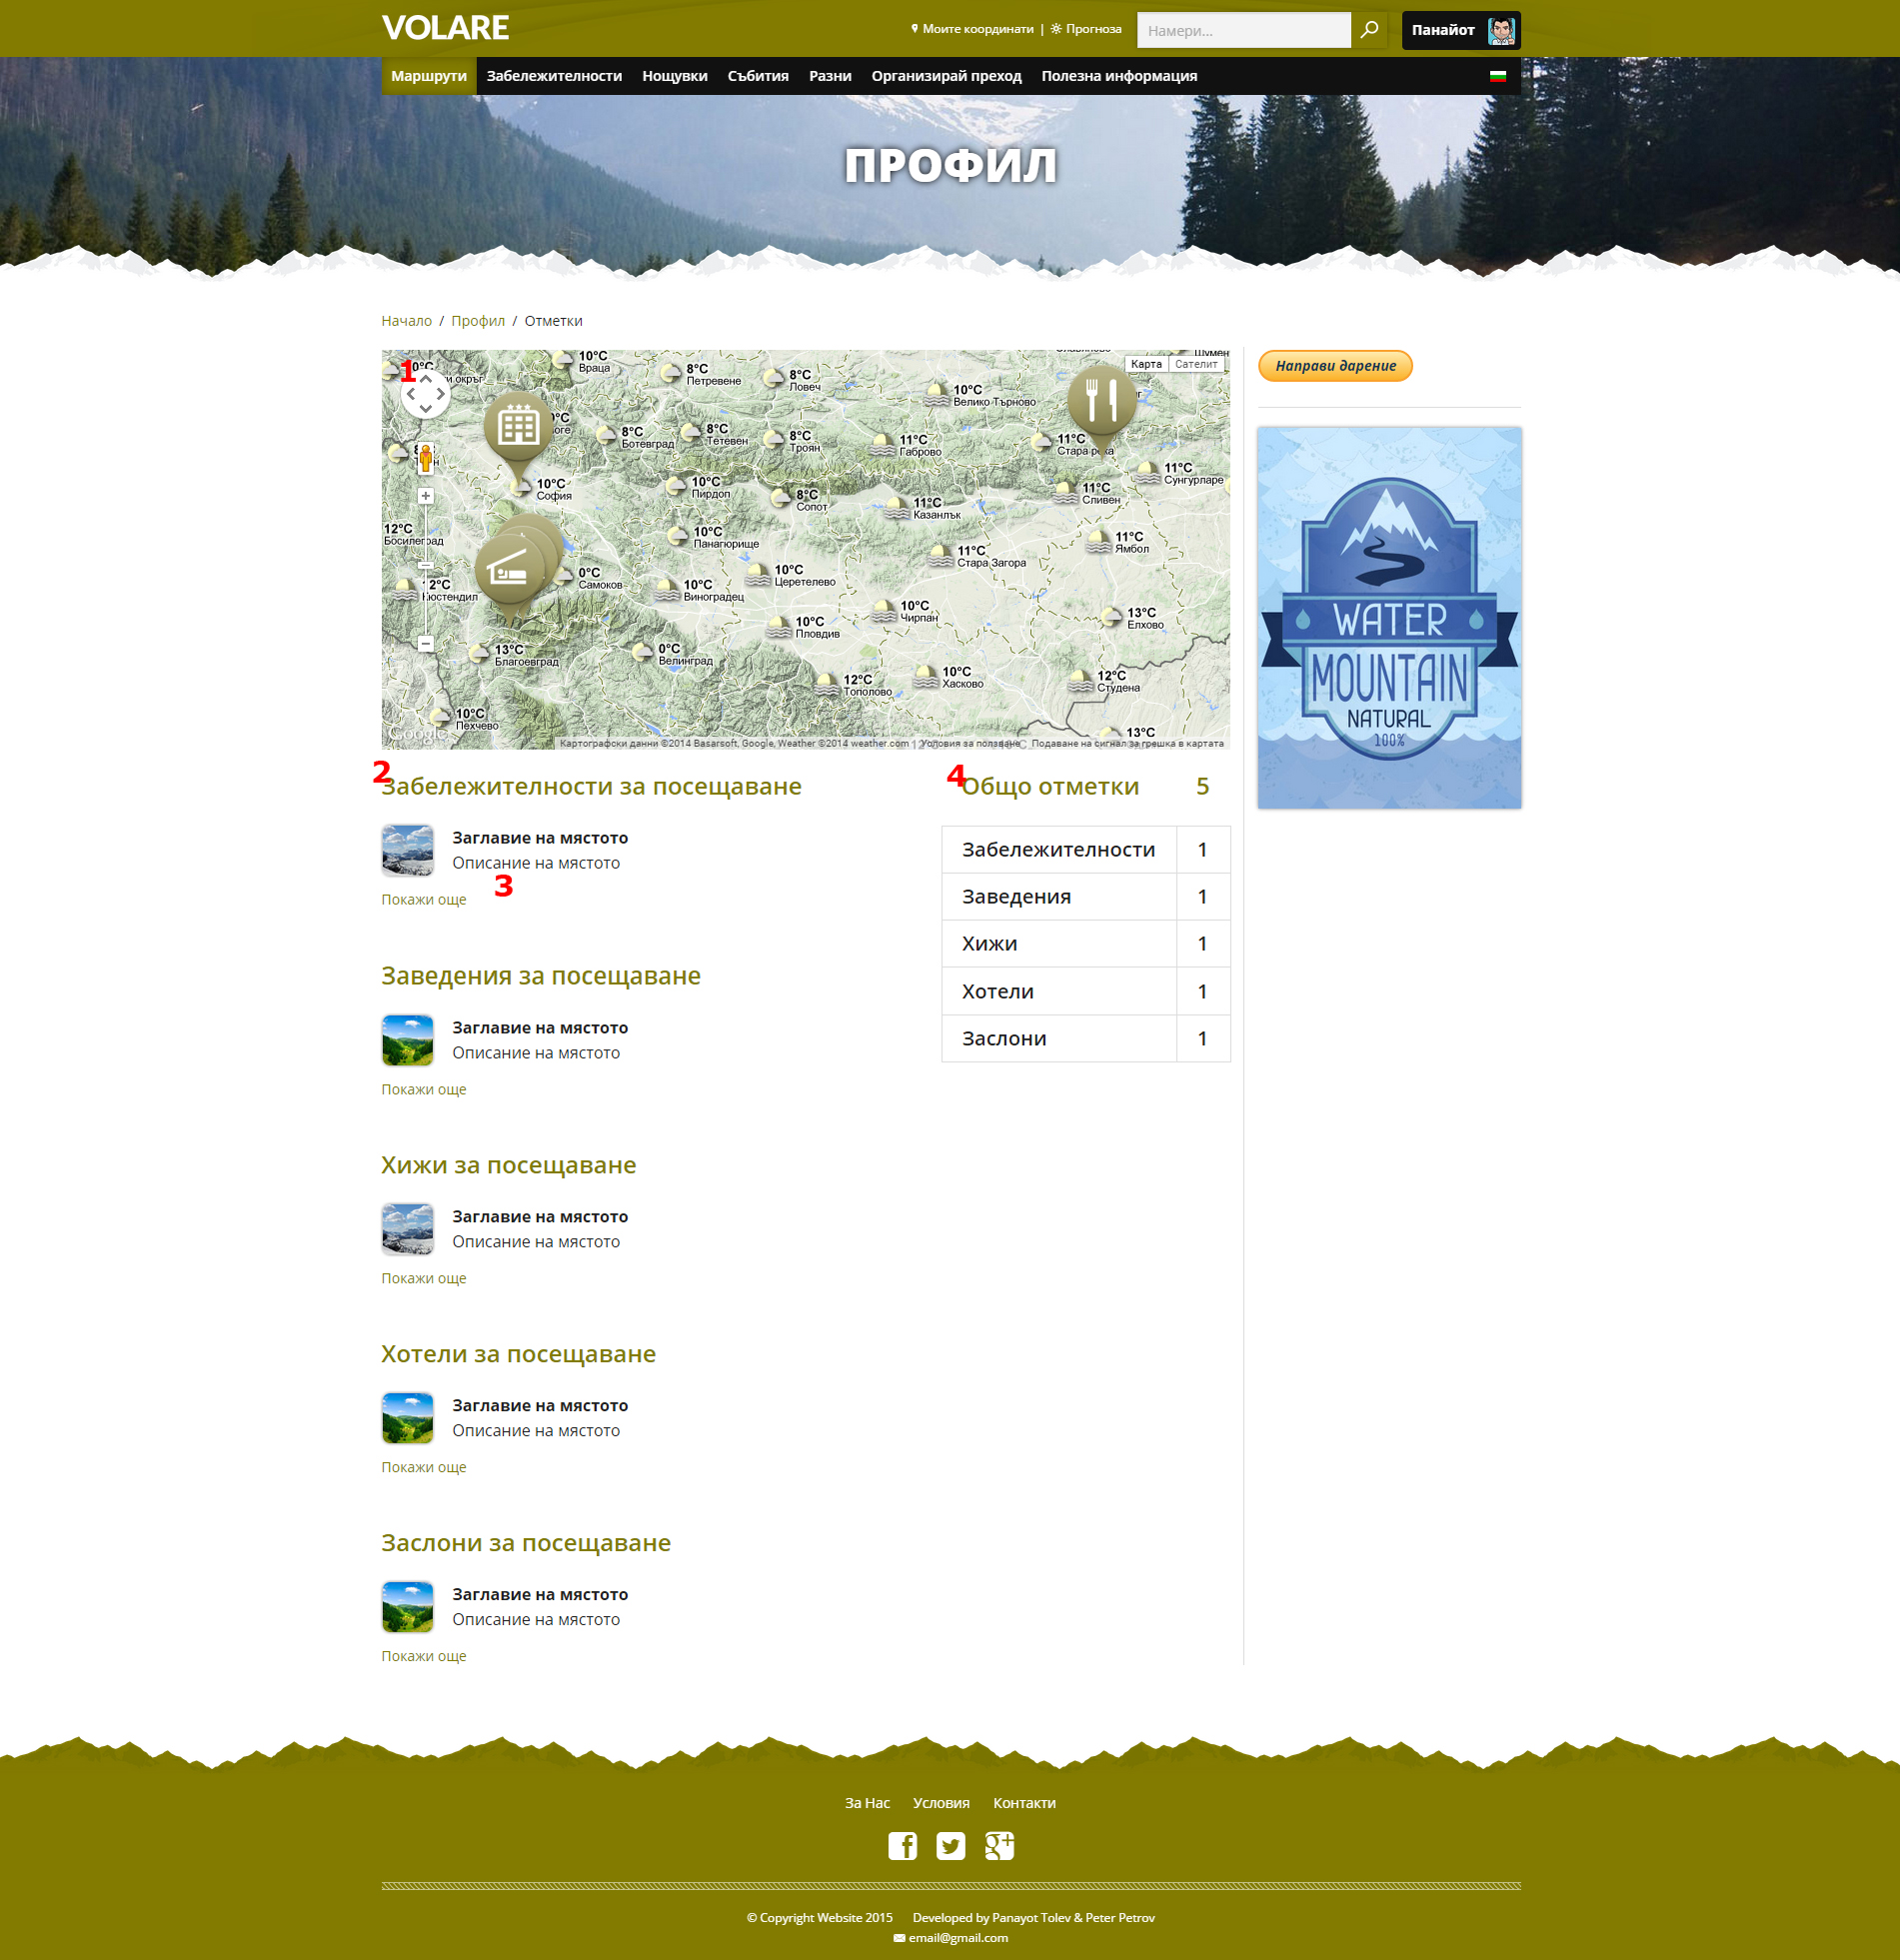 VOLARE
Моите координати | Прогноза
Намери...
Панайот
Маршрути Забележителности Нощувки Събития Разни Организирай преход Полезна информация
ПРОФИЛ
Начало / Профил / Отметки
1
Карта Сателит
10°C
Враца
8°C
Петревене
8°C
Ловеч
10°C
Велико Търново
8°C
Ботевград
8°C
Тетевен
8°C
Троян
11°C
Габрово
11°C
Стара река
11°C
Сунгурларе
10°C
София
10°C
Пирдоп
8°C
Сопот
11°C
Казанлък
11°C
Сливен
12°C
Босилеград
10°C
Панагюрище
11°C
Стара Загора
11°C
Ямбол
0°C
Самоков
10°C
Церетелево
12°C
Кюстендил
10°C
Виноградец
10°C
Чирпан
13°C
Елхово
10°C
Пловдив
13°C
Благоевград
0°C
Велинград
12°C
Тополово
10°C
Хасково
12°C
Студена
10°C
Пехчево
13°C
Google
Картографски данни ©2014 Basarsoft, Google, Weather ©2014 weather.com Условия за ползване Подаване на сигнал за грешка в картата
Направи дарение
WATER
MOUNTAIN
NATURAL
100%
2
Забележителности за посещаване
Заглавие на мястото
Описание на мястото
3
Покажи още
Заведения за посещаване
Заглавие на мястото
Описание на мястото
Покажи още
Хижи за посещаване
Заглавие на мястото
Описание на мястото
Покажи още
Хотели за посещаване
Заглавие на мястото
Описание на мястото
Покажи още
Заслони за посещаване
Заглавие на мястото
Описание на мястото
Покажи още
4
Общо отметки 5
Забележителности 1
Заведения 1
Хижи 1
Хотели 1
Заслони 1
За Нас Условия Контакти
© Copyright Website 2015 Developed by Panayot Tolev & Peter Petrov
email@gmail.com